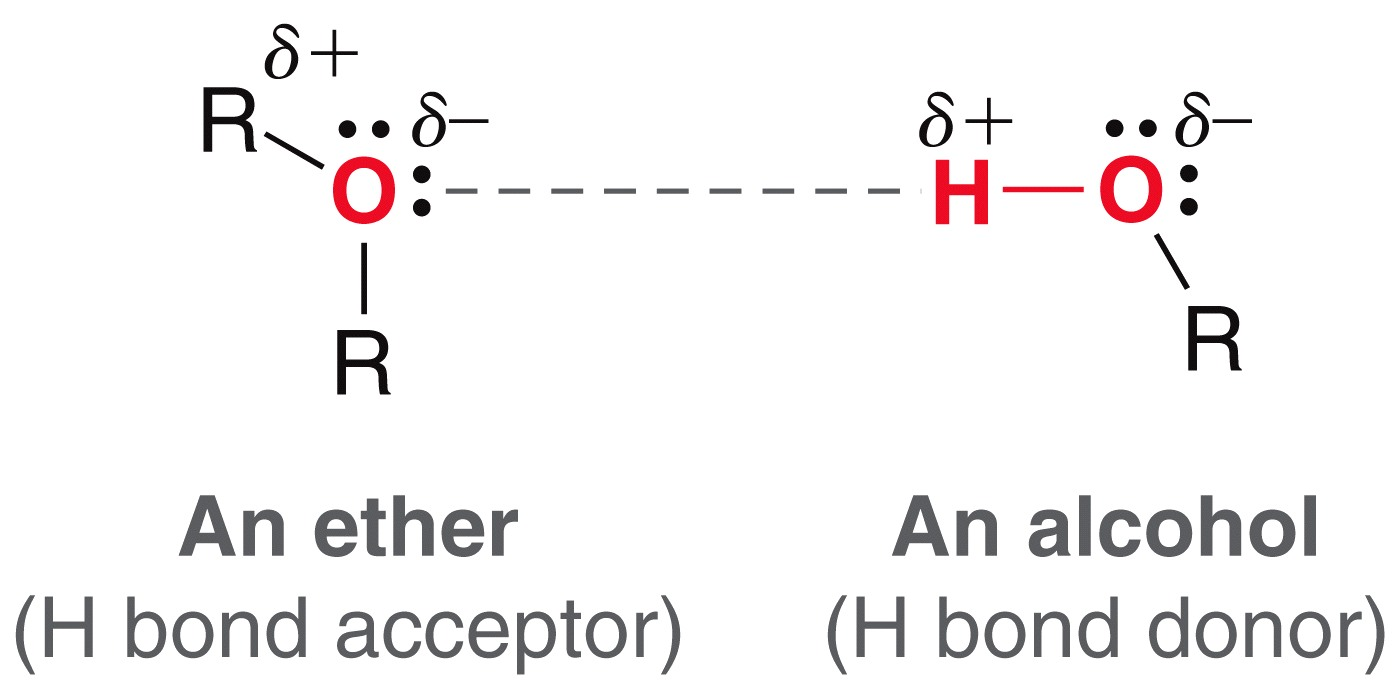 δ+
R
δ−
O
R
δ+
δ−
H
O
R
An ether
(H bond acceptor)
An alcohol
(H bond donor)